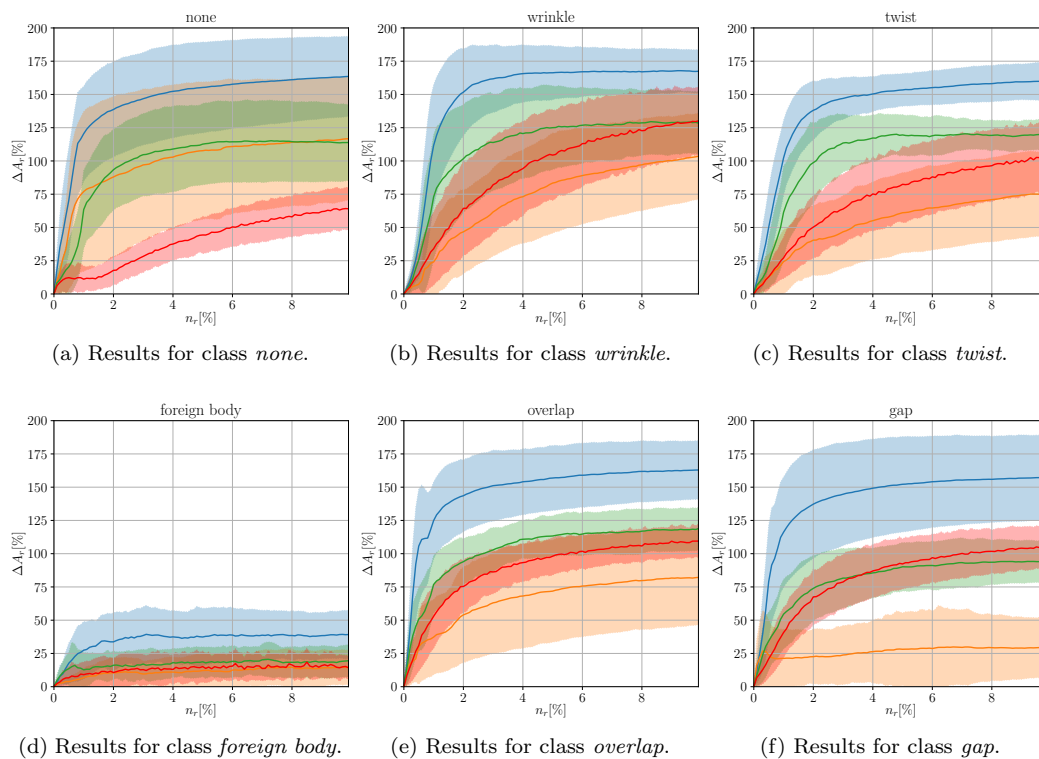 none
wrinkle
twist
200
175
150
125
100
75
50
25
0
ΔA_r[%]
0 2 4 6 8
n_r[%]
200
175
150
125
100
75
50
25
0
ΔA_r[%]
0 2 4 6 8
n_r[%]
200
175
150
125
100
75
50
25
0
ΔA_r[%]
0 2 4 6 8
n_r[%]
(a) Results for class none.
(b) Results for class wrinkle.
(c) Results for class twist.
foreign body
overlap
gap
200
175
150
125
100
75
50
25
0
ΔA_r[%]
0 2 4 6 8
n_r[%]
200
175
150
125
100
75
50
25
0
ΔA_r[%]
0 2 4 6 8
n_r[%]
200
175
150
125
100
75
50
25
0
ΔA_r[%]
0 2 4 6 8
n_r[%]
(d) Results for class foreign body.
(e) Results for class overlap.
(f) Results for class gap.